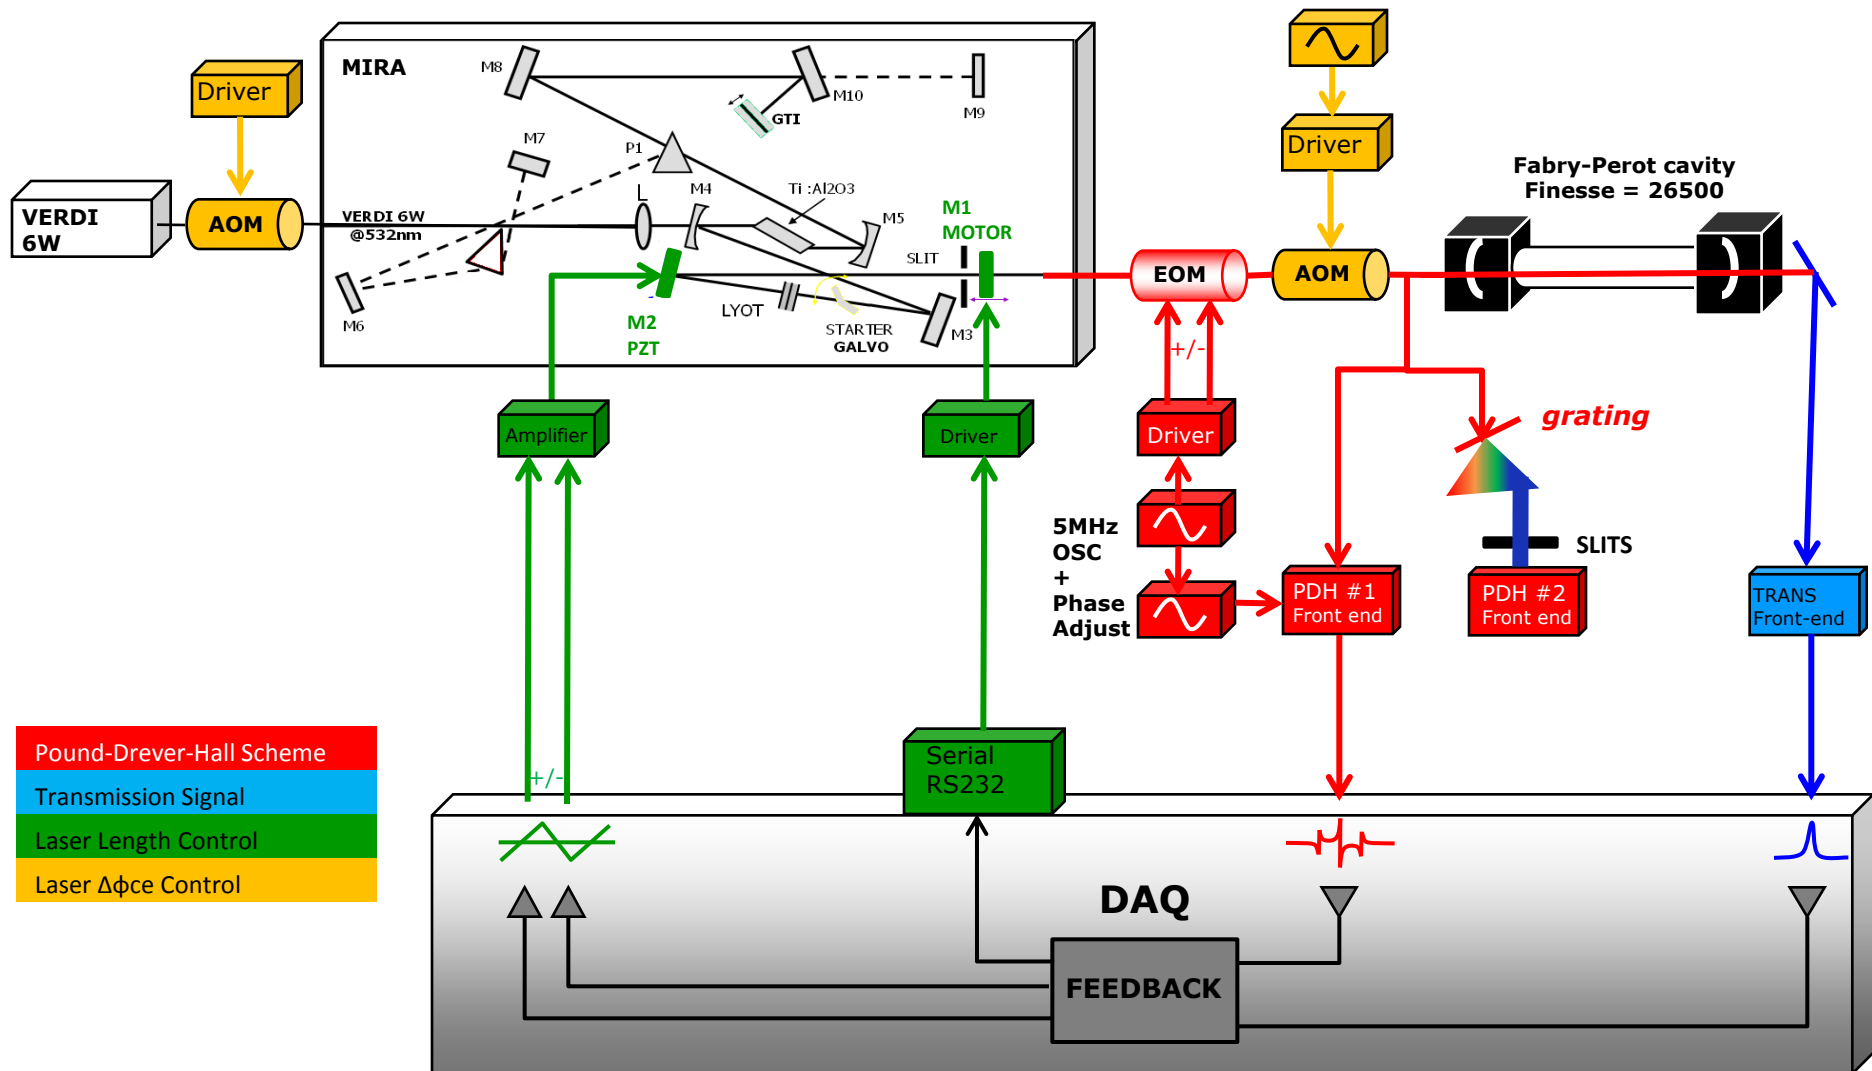 MIRA
M8
M10
M9
GTI
M7
P1
Driver
Driver
VERDI
6W
AOM
VERDI 6W
@532nm
L
M4
Ti :Al2O3
M5
M1
MOTOR
SLIT
M6
LYOT
M2
PZT
STARTER
GALVO
M3
EOM
AOM
Fabry-Perot cavity
Finesse = 26500
+/-
Amplifier
Driver
Driver
grating
5MHz
OSC
+
Phase
Adjust
SLITS
PDH #1
Front end
PDH #2
Front end
TRANS
Front-end
Pound-Drever-Hall Scheme
Transmission Signal
Laser Length Control
Laser Δϕce Control
+/-
Serial
RS232
DAQ
FEEDBACK